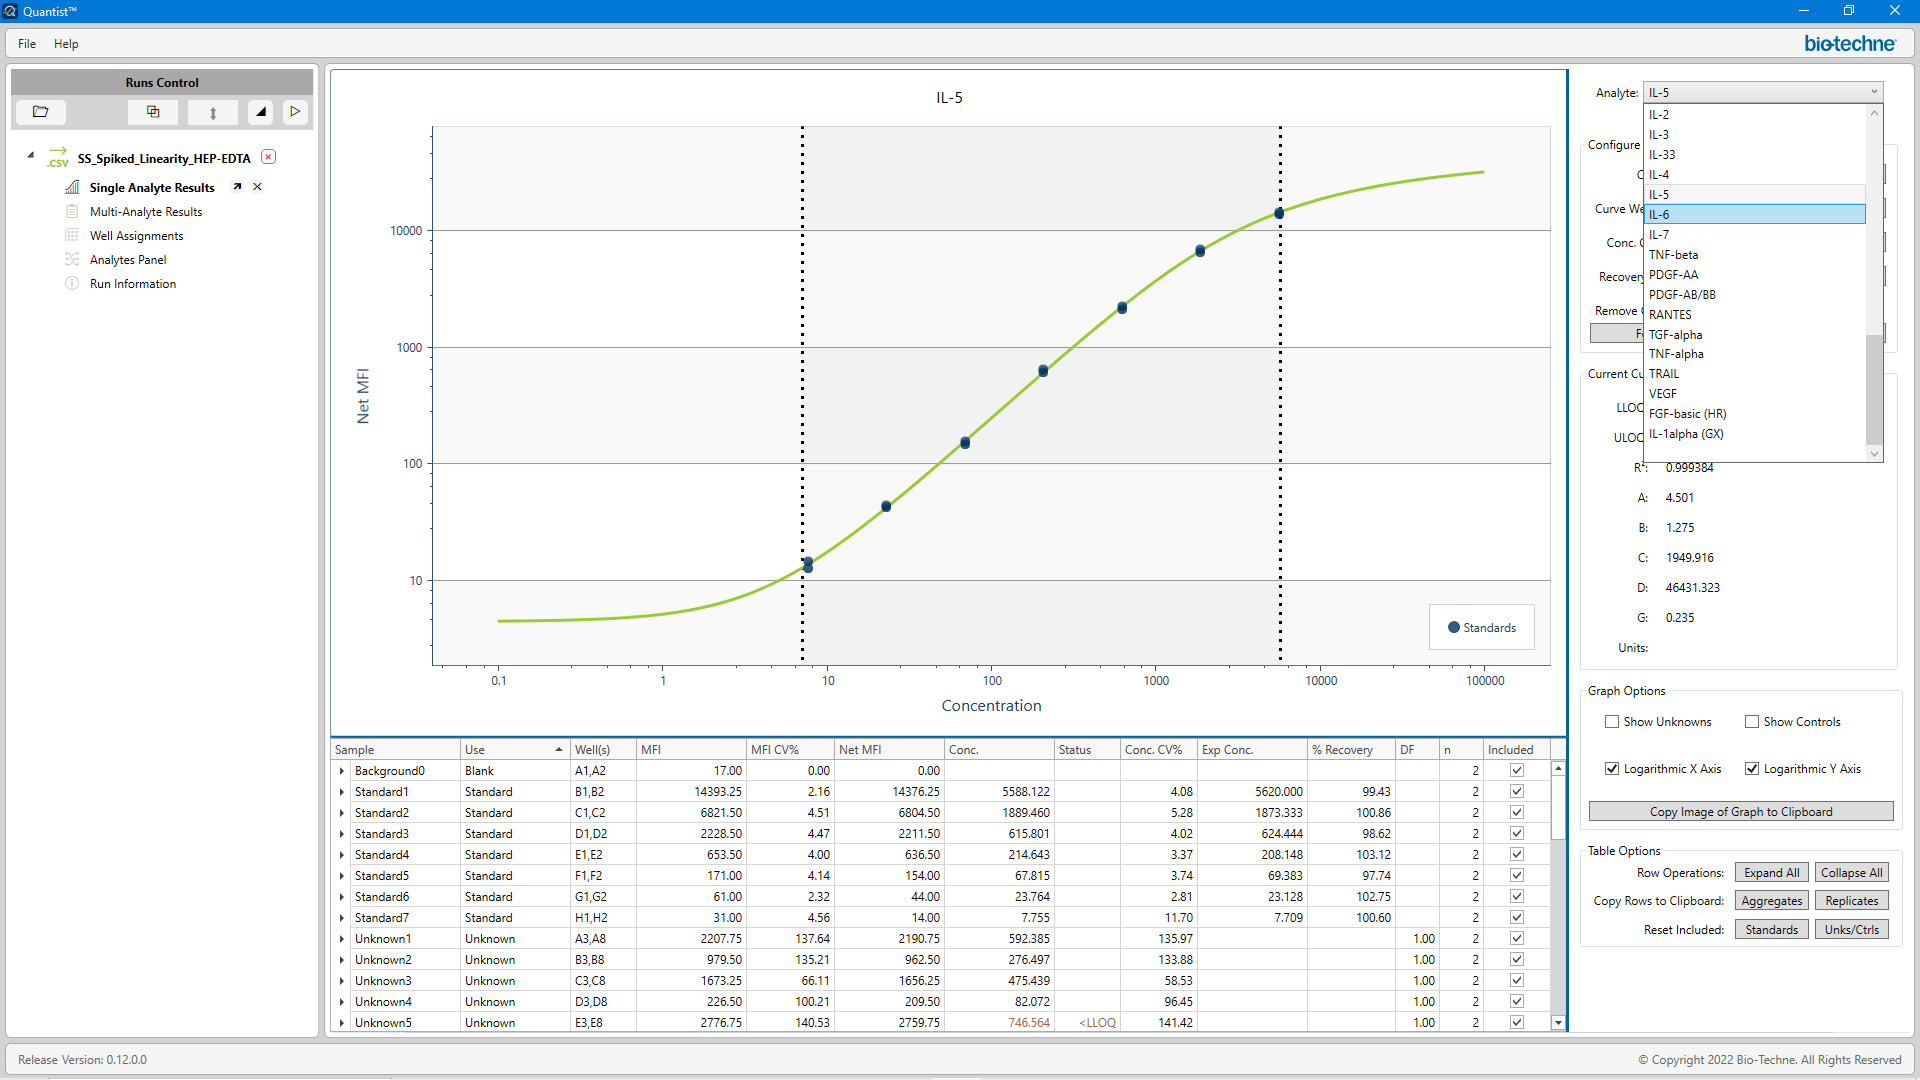 Quantist™
File Help
bio-techne
Runs Control
.CSV SS_Spiked_Linearity_HEP-EDTA
Single Analyte Results
Multi-Analyte Results
Well Assignments
Analytes Panel
Run Information
IL-5
Net MFI
10000
1000
100
10
Standards
0.1 1 10 100 1000 10000 100000
Concentration
Sample Use Well(s) MFI MFI CV% Net MFI Conc. Status Conc. CV% Exp Conc. % Recovery DF n Included
Background0 Blank A1,A2 17.00 0.00 0.00 2
Standard1 Standard B1,B2 14393.25 2.16 14376.25 5588.122 4.08 5620.000 99.43 2
Standard2 Standard C1,C2 6821.50 4.51 6804.50 1889.460 5.28 1873.333 100.86 2
Standard3 Standard D1,D2 2228.50 4.47 2211.50 615.801 4.02 624.444 98.62 2
Standard4 Standard E1,E2 653.50 4.00 636.50 214.643 3.37 208.148 103.12 2
Standard5 Standard F1,F2 171.00 4.14 154.00 67.815 3.74 69.383 97.74 2
Standard6 Standard G1,G2 61.00 2.32 44.00 23.764 2.81 23.128 102.75 2
Standard7 Standard H1,H2 31.00 4.56 14.00 7.755 11.70 7.709 100.60 2
Unknown1 Unknown A3,A8 2207.75 137.64 2190.75 592.385 135.97 1.00 2
Unknown2 Unknown B3,B8 979.50 135.21 962.50 276.497 133.88 1.00 2
Unknown3 Unknown C3,C8 1673.25 66.11 1656.25 475.439 58.53 1.00 2
Unknown4 Unknown D3,D8 226.50 100.21 209.50 82.072 96.45 1.00 2
Unknown5 Unknown E3,E8 2776.75 140.53 2759.75 746.564 <LLOQ 141.42 1.00 2
Analyte: IL-5
IL-2
IL-3
IL-33
IL-4
IL-5
IL-6
IL-7
TNF-beta
PDGF-AA
PDGF-AB/BB
RANTES
TGF-alpha
TNF-alpha
TRAIL
VEGF
FGF-basic (HR)
IL-1alpha (GX)
Configure
Curve We
Conc. 
Recovery
Remove
Current Cu
LLOQ
ULOQ
R²: 0.999384
A: 4.501
B: 1.275
C: 1949.916
D: 46431.323
G: 0.235
Units:
Graph Options
Show Unknowns Show Controls
Logarithmic X Axis Logarithmic Y Axis
Copy Image of Graph to Clipboard
Table Options
Row Operations: Expand All Collapse All
Copy Rows to Clipboard: Aggregates Replicates
Reset Included: Standards Unks/Ctrls
Release Version: 0.12.0.0
© Copyright 2022 Bio-Techne. All Rights Reserved